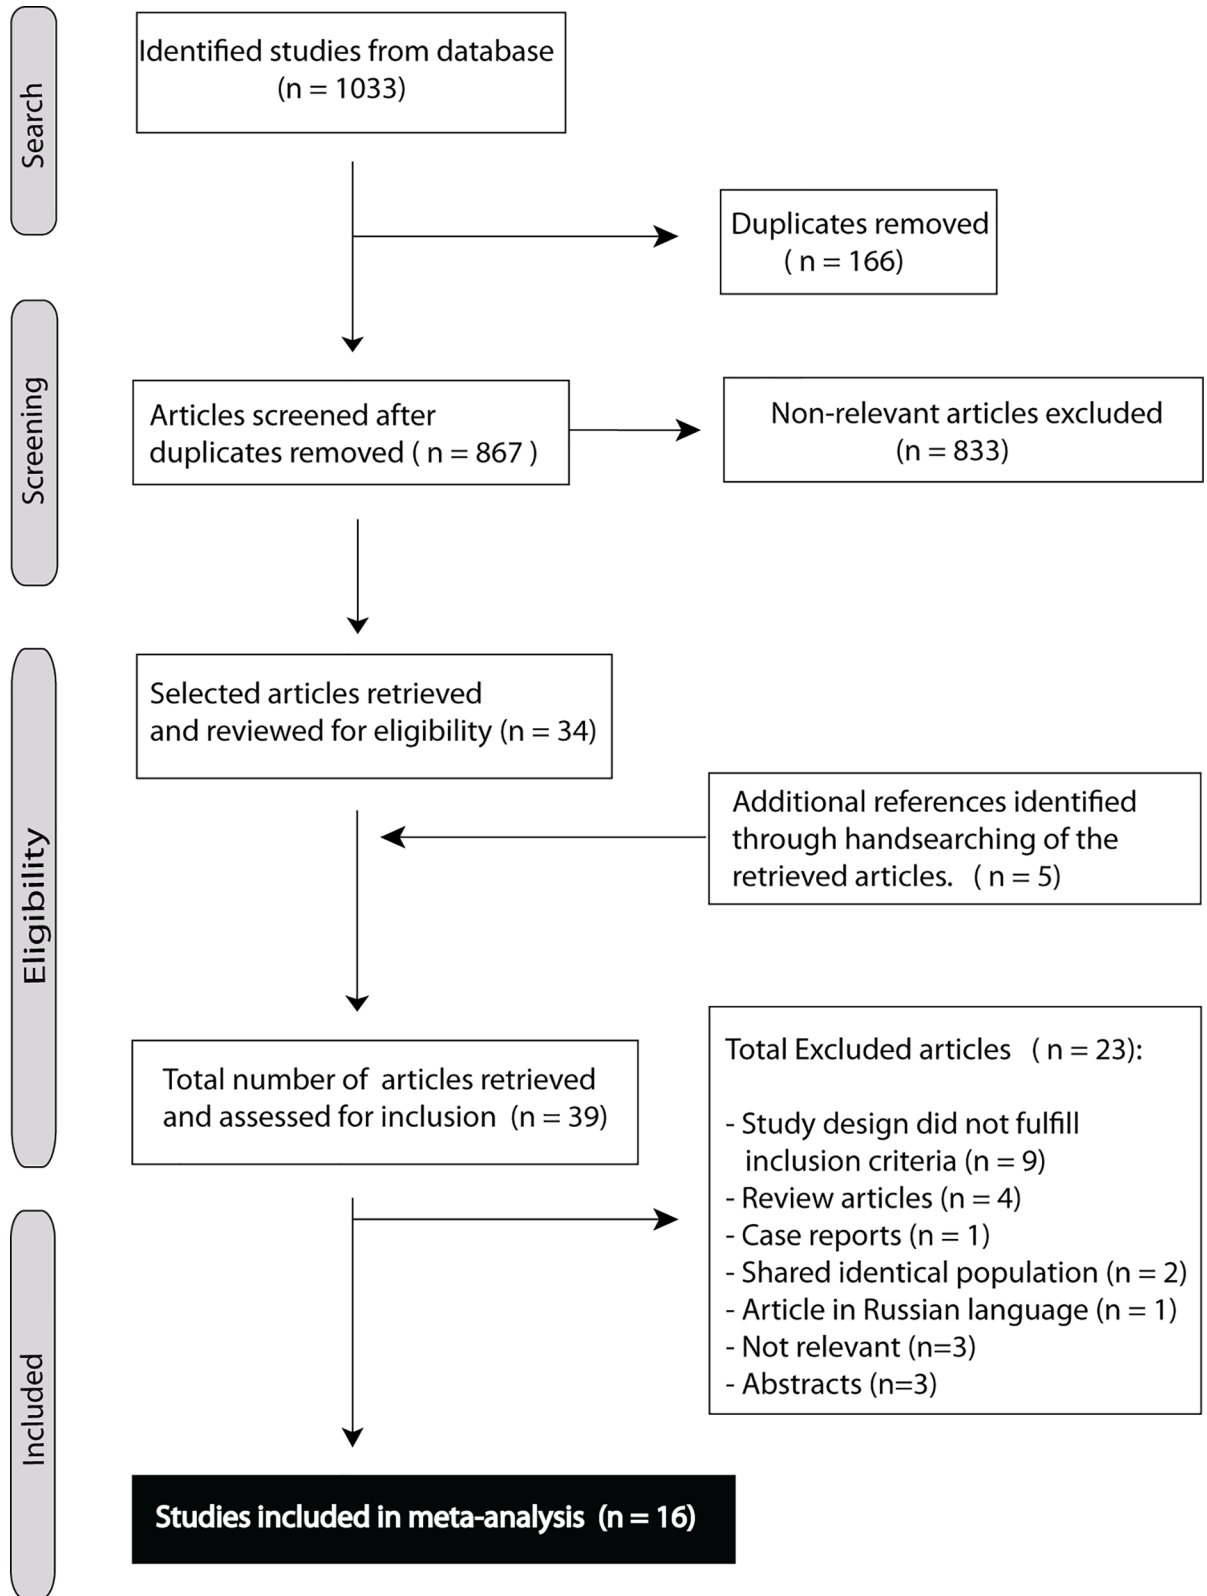 Search
Identified studies from database
(n = 1033)
Duplicates removed
( n = 166)
Screening
Articles screened after
duplicates removed ( n = 867 )
Non-relevant articles excluded
(n = 833)
Eligibility
Selected articles retrieved
and reviewed for eligibility (n = 34)
Additional references identified
through handsearching of the
retrieved articles. ( n = 5)
Total number of articles retrieved
and assessed for inclusion (n = 39)
Total Excluded articles ( n = 23):
- Study design did not fulfill
inclusion criteria (n = 9)
- Review articles (n = 4)
- Case reports (n = 1)
- Shared identical population (n = 2)
- Article in Russian language (n = 1)
- Not relevant (n=3)
- Abstracts (n=3)
Included
Studies included in meta-analysis (n = 16)